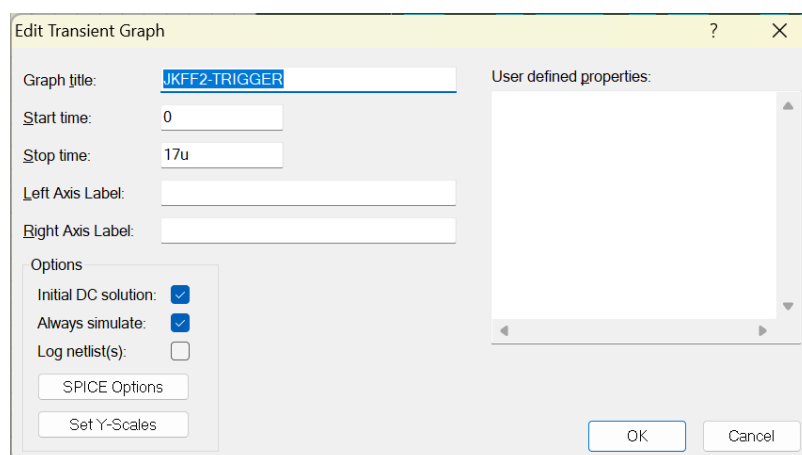 Edit Transient Graph ?
Graph title: JKFF2-TRIGGER
User defined properties:
Start time: 0
Stop time: 17u
Left Axis Label:
Right Axis Label:
Options
Initial DC solution:
Always simulate:
Log netlist(s):
SPICE Options
Set Y-Scales
OK Cancel